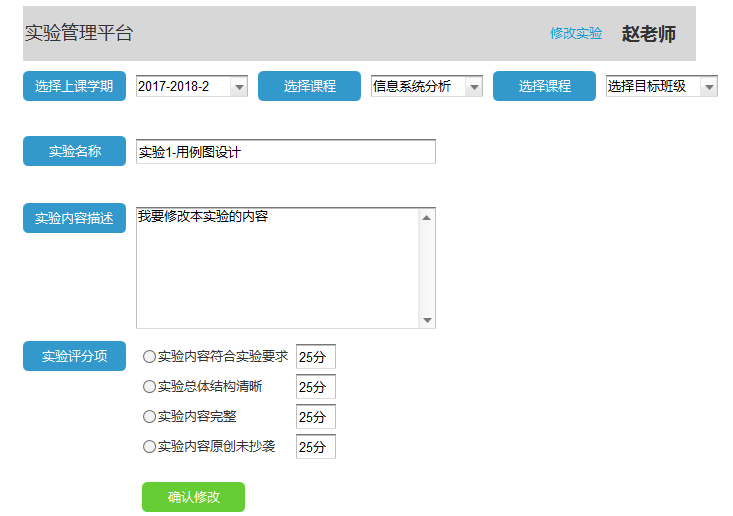 实验管理平台 修改实验 赵老师
选择上课学期 2017-2018-2 选择课程 信息系统分析 选择课程 选择目标班级
实验名称 实验1-用例图设计
实验内容描述 我要修改本实验的内容
实验评分项 实验内容符合实验要求 25分
实验总体结构清晰 25分
实验内容完整 25分
实验内容原创未抄袭 25分
确认修改